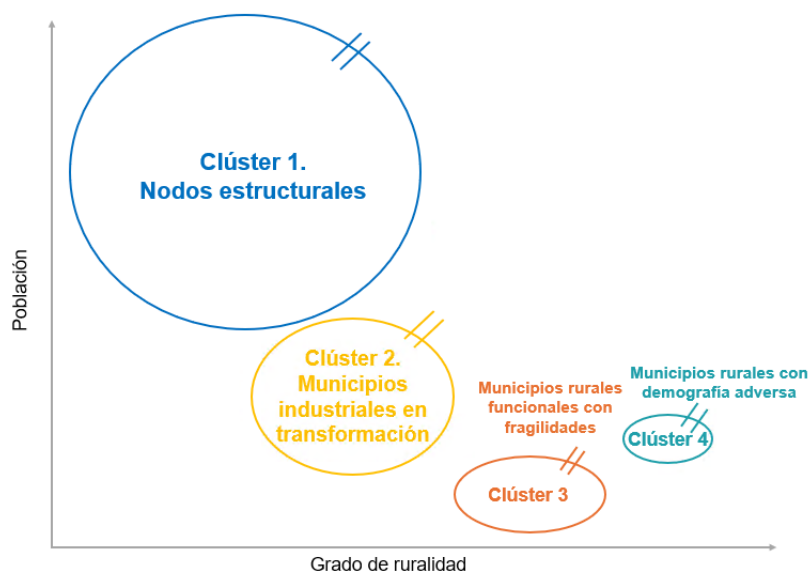 Clúster 1.
Nodos estructurales
Población
Clúster 2.
Municipios
industriales en
transformación
Municipios rurales
funcionales con
fragilidades
Clúster 3
Municipios rurales con
demografía adversa
Clúster 4
Grado de ruralidad